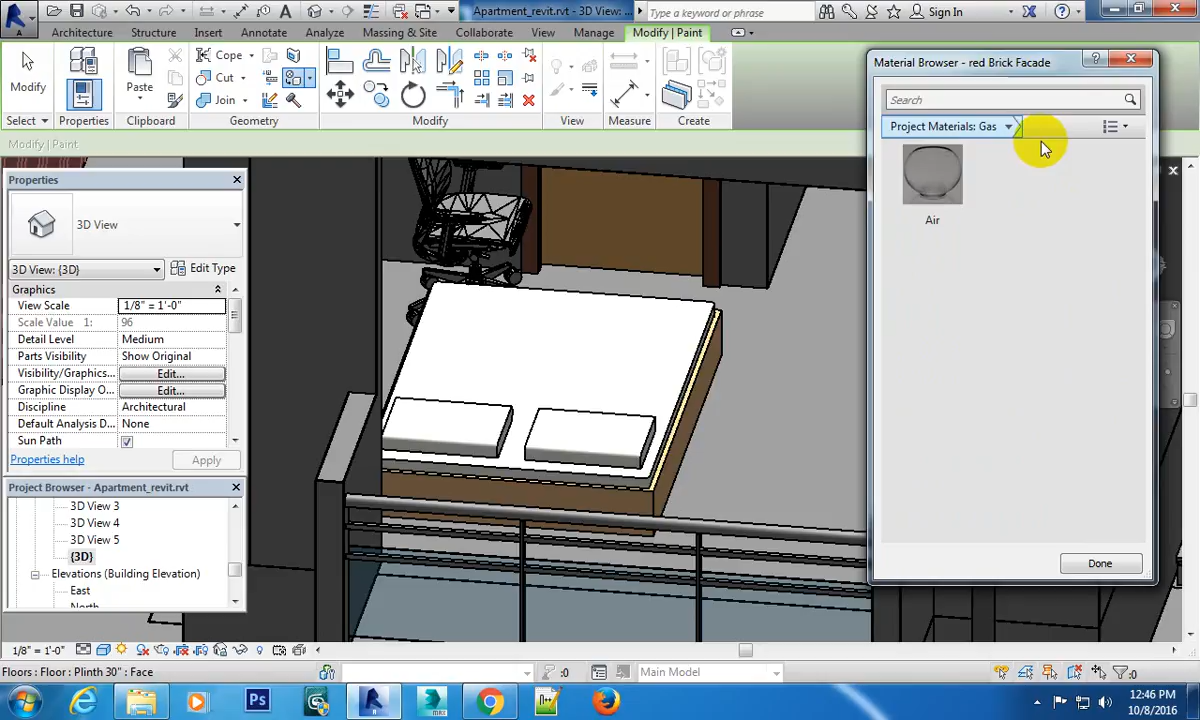 Apartment_revit.rvt - 3D View: ...
Type a keyword or phrase
Sign In
Architecture Structure Insert Annotate Analyze Massing & Site Collaborate View Manage Modify | Paint
Modify
Paste
Cope
Cut
Join
Select Properties Clipboard Geometry Modify View Measure Create
Modify | Paint
Properties
3D View
3D View: {3D} Edit Type
Graphics
View Scale 1/8" = 1'-0"
Scale Value 1: 96
Detail Level Medium
Parts Visibility Show Original
Visibility/Graphics... Edit...
Graphic Display O... Edit...
Discipline Architectural
Default Analysis D... None
Sun Path
Properties help Apply
Project Browser - Apartment_revit.rvt
3D View 3
3D View 4
3D View 5
{3D}
Elevations (Building Elevation)
East
North
Material Browser - red Brick Facade
Search
Project Materials: Gas
Air
Done
1/8" = 1'-0"
Floors : Floor : Plinth 30" : Face
:0
Main Model
:0
Ps
12:46 PM
10/8/2016